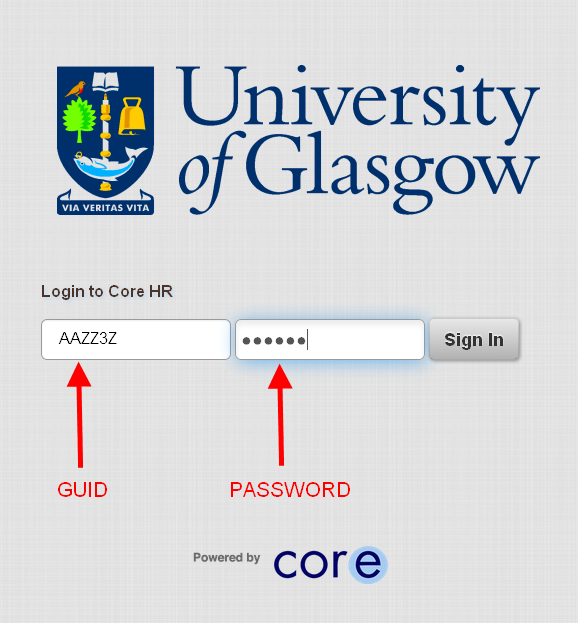 University
of Glasgow
VIA VERITAS VITA
Login to Core HR
AAZZ3Z
●●●●●●
Sign In
GUID
PASSWORD
Powered by core